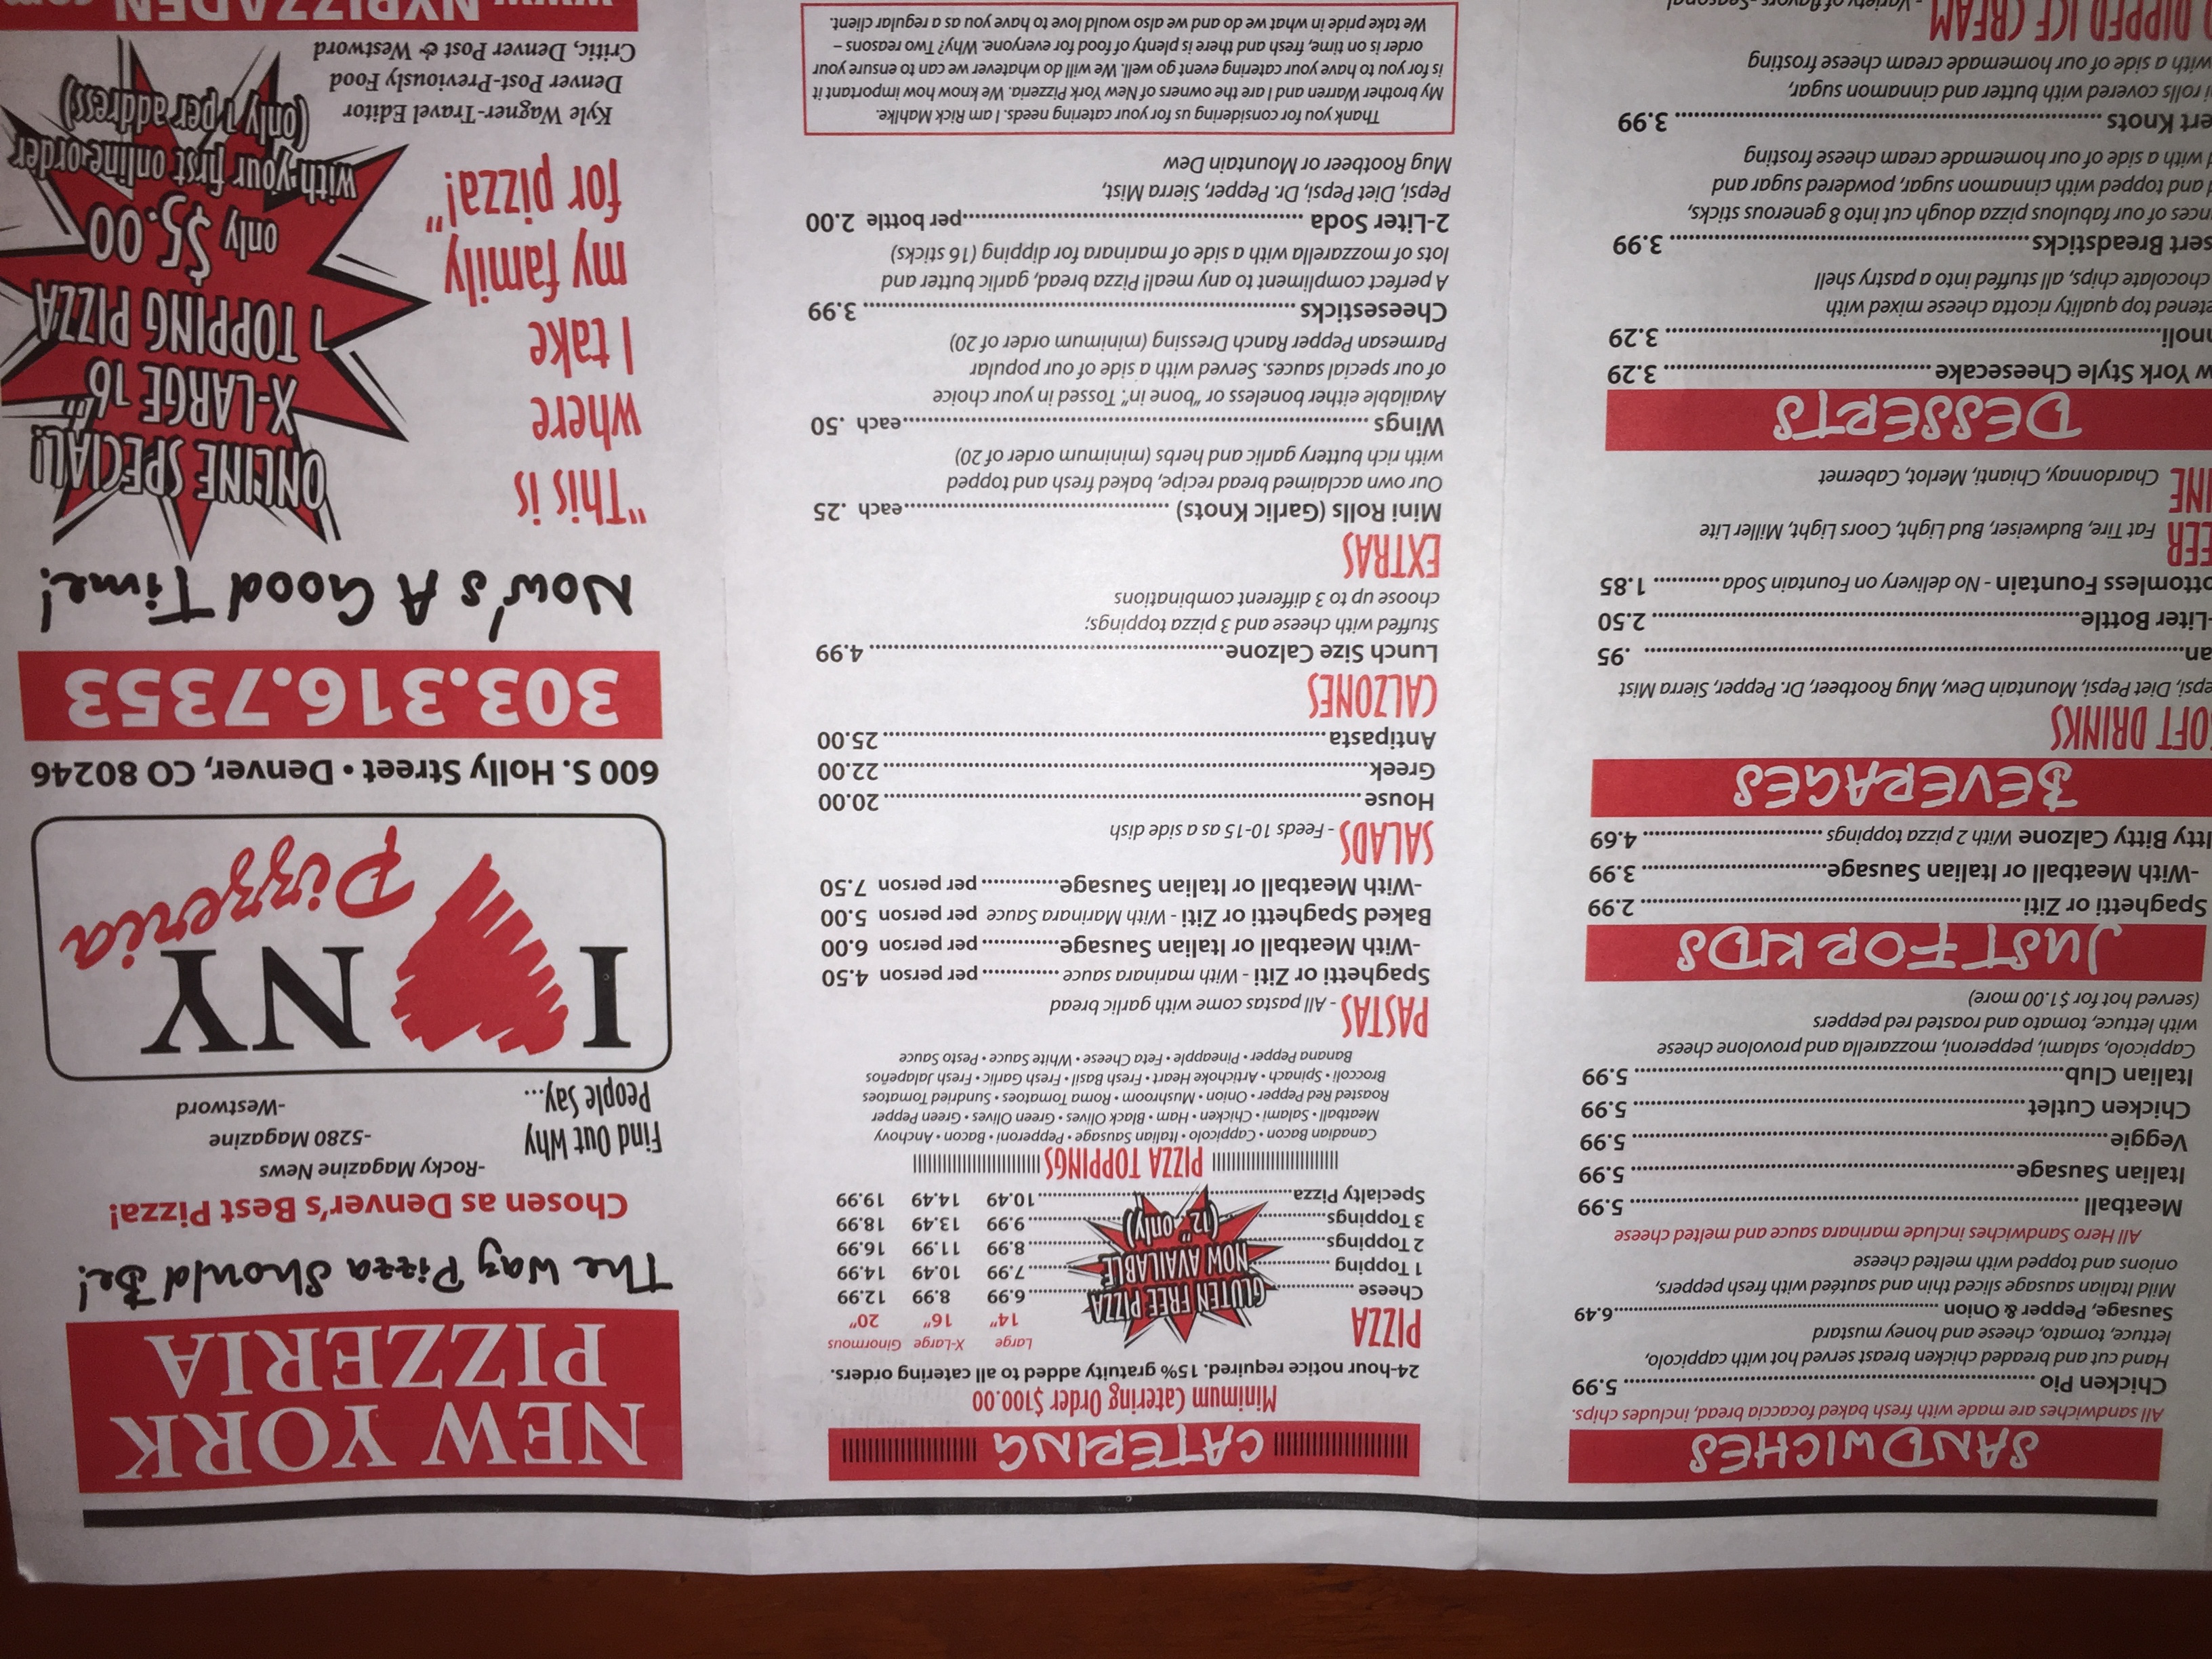 SANDWICHES
All sandwiches are made with fresh baked focaccia bread, includes chips.
Chicken Pio 5.99
Hand cut and breaded chicken breast served hot with cappicolo,
lettuce, tomato, cheese and honey mustard
Sausage, Pepper & Onion 6.49
Mild Italian sausage sliced thin and sautéed with fresh peppers,
onions and topped with melted cheese
All Hero Sandwiches include marinara sauce and melted cheese
Meatball 5.99
Italian Sausage 5.99
Veggie 5.99
Chicken Cutlet 5.99
Italian Club 5.99
Cappicolo, salami, pepperoni, mozzarella and provolone cheese
with lettuce, tomato and roasted red peppers
(served hot for $1.00 more)
JUST FOR KIDS
Spaghetti or Ziti 2.99
-With Meatball or Italian Sausage 3.99
Itty Bitty Calzone With 2 pizza toppings 4.69
BEVERAGES
OFT DRINKS
epsi, Diet Pepsi, Mountain Dew, Mug Rootbeer, Dr. Pepper, Sierra Mist
an .95
-Liter Bottle 2.50
ottomless Fountain - No delivery on Fountain Soda 1.85
EER Fat Tire, Budweiser, Bud Light, Coors Light, Miller Lite
INE Chardonnay, Chianti, Merlot, Cabernet
DESSERTS
w York Style Cheesecake 3.29
nnoli 3.29
etened top quality ricotta cheese mixed with
chocolate chips, all stuffed into a pastry shell
sert Breadsticks 3.99
nces of our fabulous pizza dough cut into 8 generous sticks,
and topped with cinnamon sugar, powdered sugar and
with a side of our homemade cream cheese frosting
ert Knots 3.99
i rolls covered with butter and cinnamon sugar,
with a side of our homemade cream cheese frosting
DIPPED ICE CREAM
CATERING
Minimum Catering Order $100.00
24-hour notice required. 15% gratuity added to all catering orders.
PIZZA
Large X-Large Ginormous
14" 16" 20"
Cheese 6.99 8.99 12.99
1 Topping 7.99 10.49 14.99
2 Toppings 8.99 11.99 16.99
3 Toppings 9.99 13.49 18.99
Specialty Pizza 10.49 14.49 19.99
GLUTEN FREE PIZZA
NOW AVAILABLE
(12" only)
PIZZA TOPPINGS
Canadian Bacon • Cappicolo • Italian Sausage • Pepperoni • Bacon • Anchovy
Meatball • Salami • Chicken • Ham • Black Olives • Green Olives • Green Pepper
Roasted Red Pepper • Onion • Mushroom • Roma Tomatoes • Sundried Tomatoes
Broccoli • Spinach • Artichoke Heart • Fresh Basil • Fresh Garlic • Fresh Jalapeños
Banana Pepper • Pineapple • Feta Cheese • White Sauce • Pesto Sauce
PASTAS - All pastas come with garlic bread
Spaghetti or Ziti - With marinara sauce per person 4.50
-With Meatball or Italian Sausage per person 6.00
Baked Spaghetti or Ziti - With Marinara Sauce per person 5.00
-With Meatball or Italian Sausage per person 7.50
SALADS - Feeds 10-15 as a side dish
House 20.00
Greek 22.00
Antipasta 25.00
CALZONES
Lunch Size Calzone 4.99
Stuffed with cheese and 3 pizza toppings;
choose up to 3 different combinations
EXTRAS
Mini Rolls (Garlic Knots) each .25
Our own acclaimed bread recipe, baked fresh and topped
with rich buttery garlic and herbs (minimum order of 20)
Wings each .50
Available either boneless or "bone in". Tossed in your choice
of our special sauces. Served with a side of our popular
Parmesan Pepper Ranch Dressing (minimum order of 20)
Cheesesticks 3.99
A perfect compliment to any meal! Pizza bread, garlic butter and
lots of mozzarella with a side of marinara for dipping (16 sticks)
2-Liter Soda per bottle 2.00
Pepsi, Diet Pepsi, Dr. Pepper, Sierra Mist,
Mug Rootbeer or Mountain Dew
Thank you for considering us for your catering needs. I am Rick Mahlke.
My brother Warren and I are the owners of New York Pizzeria. We know how important it
is for you to have your catering event go well. We will do whatever we can to ensure your
order is on time, fresh and there is plenty of food for everyone. Why? Two reasons –
We take pride in what we do and we also would love to have you as a regular client.
NEW YORK
PIZZERIA
The Way Pizza Should Be!
Chosen as Denver's Best Pizza!
-Rocky Magazine News
Find Out Why
People Say...
-5280 Magazine
-Westword
I NY
Pizzeria
600 S. Holly Street • Denver, CO 80246
303.316.7353
Now's A Good Time!
"This is
where
I take
my family
for pizza!"
Kyle Wagner-Travel Editor
Denver Post-Previously Food
Critic, Denver Post & Westword
ONLINE SPECIAL!
X-LARGE 16"
1 TOPPING PIZZA
only $5.00
with your first online order
(only 1 per address)